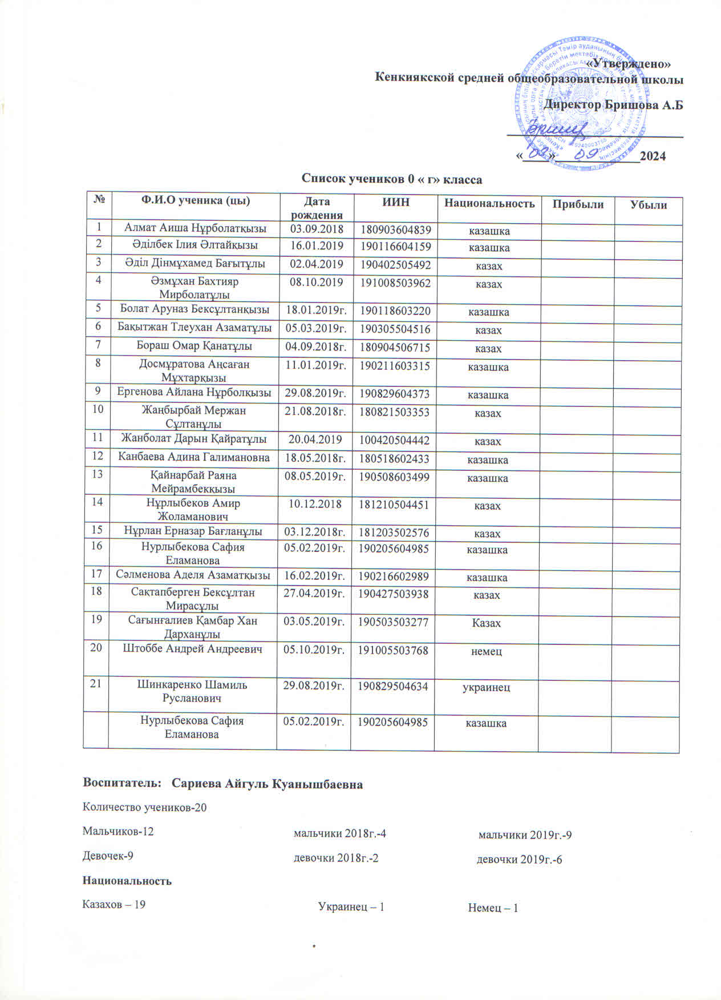 «Утверждено»
Кенкиякской средней общеобразовательной школы
Директор Бришова А.Б
«03» 09 2024
Список учеников 0 « г» класса
№ Ф.И.О ученика (цы) Дата рождения ИИН Национальность Прибыли Убыли
1 Алмат Аиша Нұрболатқызы 03.09.2018 180903604839 казашка
2 Әділбек Ілия Әлтайқызы 16.01.2019 190116604159 казашка
3 Әділ Дінмұхамед Бағытұлы 02.04.2019 190402505492 казах
4 Әзмұхан Бахтияр Мирболатұлы 08.10.2019 191008503962 казах
5 Болат Аруназ Бексұлтанқызы 18.01.2019г. 190118603220 казашка
6 Бақытжан Тлеухан Азаматұлы 05.03.2019г. 190305504516 казах
7 Бораш Омар Қанатұлы 04.09.2018г. 180904506715 казах
8 Досмұратова Аңсаған Мұхтарқызы 11.01.2019г. 190211603315 казашка
9 Ергенова Айлана Нұрболқызы 29.08.2019г. 190829604373 казашка
10 Жаңбырбай Мержан Сұлтанұлы 21.08.2018г. 180821503353 казах
11 Жанболат Дарын Қайратұлы 20.04.2019 100420504442 казах
12 Канбаева Адина Галимановна 18.05.2018г. 180518602433 казашка
13 Қайнарбай Раяна Мейрамбекқызы 08.05.2019г. 190508603499 казашка
14 Нұрлыбеков Амир Жоламанович 10.12.2018 181210504451 казах
15 Нұрлан Ерназар Бағланұлы 03.12.2018г. 181203502576 казах
16 Нурлыбекова Сафия Еламанова 05.02.2019г. 190205604985 казашка
17 Сәлменова Аделя Азаматқызы 16.02.2019г. 190216602989 казашка
18 Сақтапберген Бексұлтан Мирасұлы 27.04.2019г. 190427503938 казах
19 Сағынғалиев Қамбар Хан Дарханұлы 03.05.2019г. 190503503277 Казах
20 Штоббе Андрей Андреевич 05.10.2019г. 191005503768 немец
21 Шинкаренко Шамиль Русланович 29.08.2019г. 190829504634 украинец
Нурлыбекова Сафия Еламанова 05.02.2019г. 190205604985 казашка
Воспитатель: Сариева Айгуль Куанышбаевна
Количество учеников-20
Мальчиков-12 мальчики 2018г.-4 мальчики 2019г.-9
Девочек-9 девочки 2018г.-2 девочки 2019г.-6
Национальность
Казахов – 19 Украинец – 1 Немец – 1